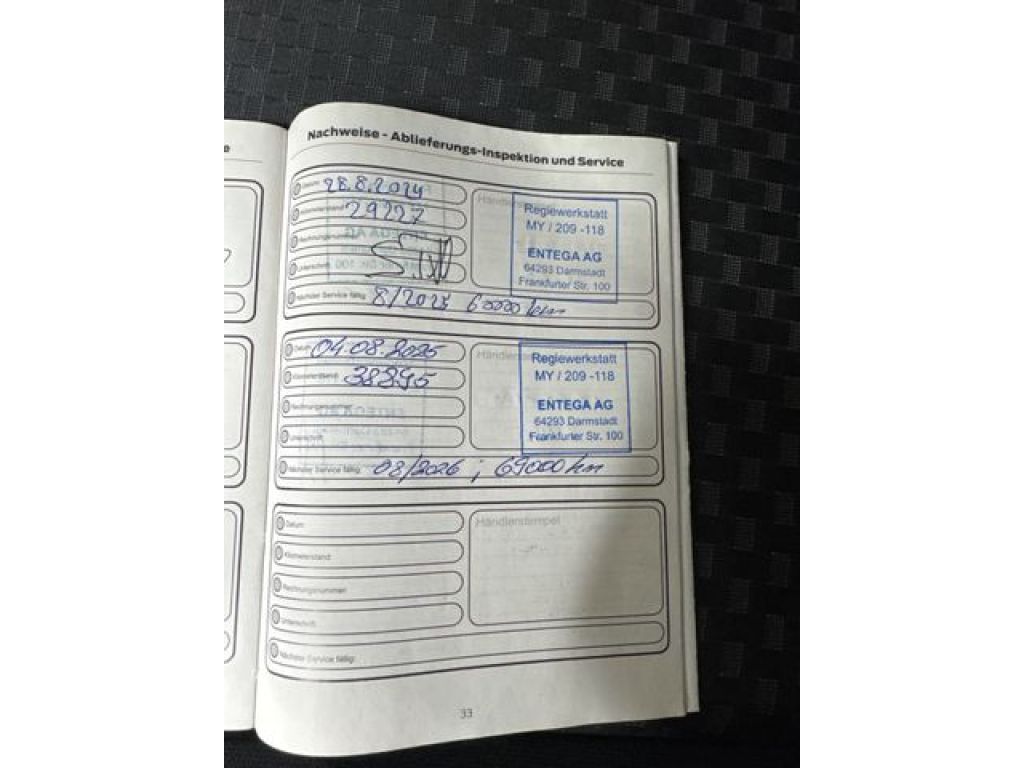 Nachweise - Ablieferungs-Inspektion und Service
Datum: 28.8.2024
Kilometerstand: 29227
Rechnungsnummer:
Unterschrift:
Händlerstempel
Regiewerkstatt
MY / 209 -118
ENTEGA AG
64293 Darmstadt
Frankfurter Str. 100
Nächster Service fällig: 8/2025 60000 km
Datum: 04.08.2025
Kilometerstand: 38895
Rechnungsnummer:
Unterschrift:
Händlerstempel
Regiewerkstatt
MY / 209 -118
ENTEGA AG
64293 Darmstadt
Frankfurter Str. 100
Nächster Service fällig: 08/2026 ; 69000 km
Datum:
Kilometerstand:
Rechnungsnummer:
Unterschrift:
Händlerstempel
Nächster Service fällig:
33